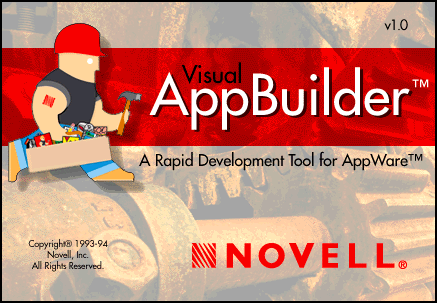 v1.0
Visual
AppBuilder™
A Rapid Development Tool for AppWare™
Copyright® 1993-94
Novell, Inc.
All Rights Reserved.
NOVELL®